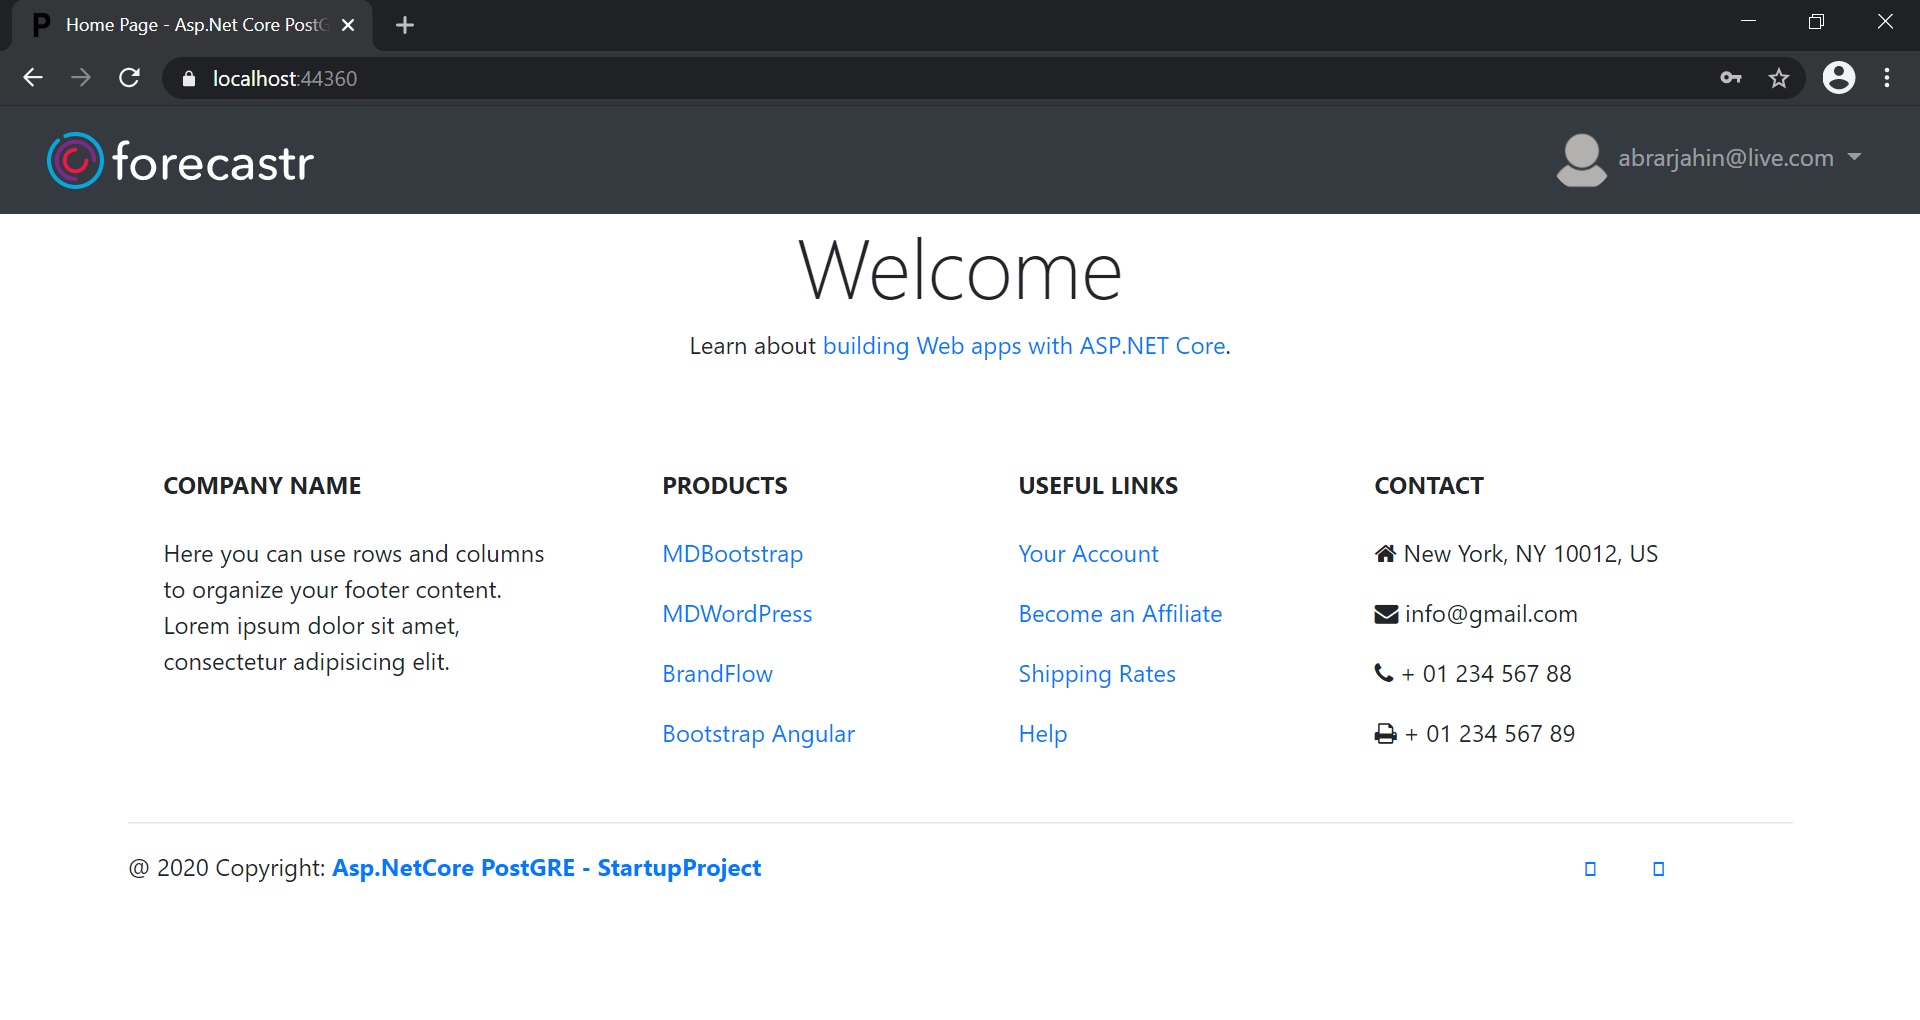 Home Page - Asp.Net Core PostG
localhost:44360
forecastr
abrarjahin@live.com
Welcome
Learn about building Web apps with ASP.NET Core.
COMPANY NAME
Here you can use rows and columns
to organize your footer content.
Lorem ipsum dolor sit amet,
consectetur adipisicing elit.
PRODUCTS
MDBootstrap
MDWordPress
BrandFlow
Bootstrap Angular
USEFUL LINKS
Your Account
Become an Affiliate
Shipping Rates
Help
CONTACT
New York, NY 10012, US
info@gmail.com
+ 01 234 567 88
+ 01 234 567 89
@ 2020 Copyright: Asp.NetCore PostGRE - StartupProject